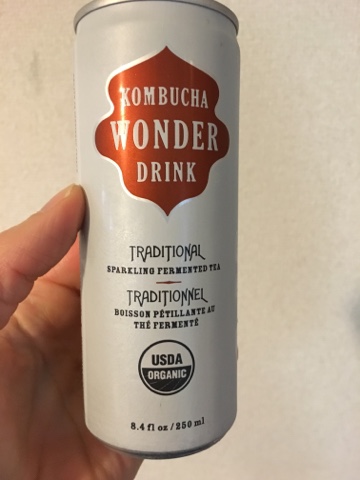 KOMBUCHA
WONDER
DRINK
TRADITIONAL
SPARKLING FERMENTED TEA
TRADITIONNEL
BOISSON PÉTILLANTE AU
THÉ FERMENTÉ
USDA
ORGANIC
8.4 fl oz / 250 ml